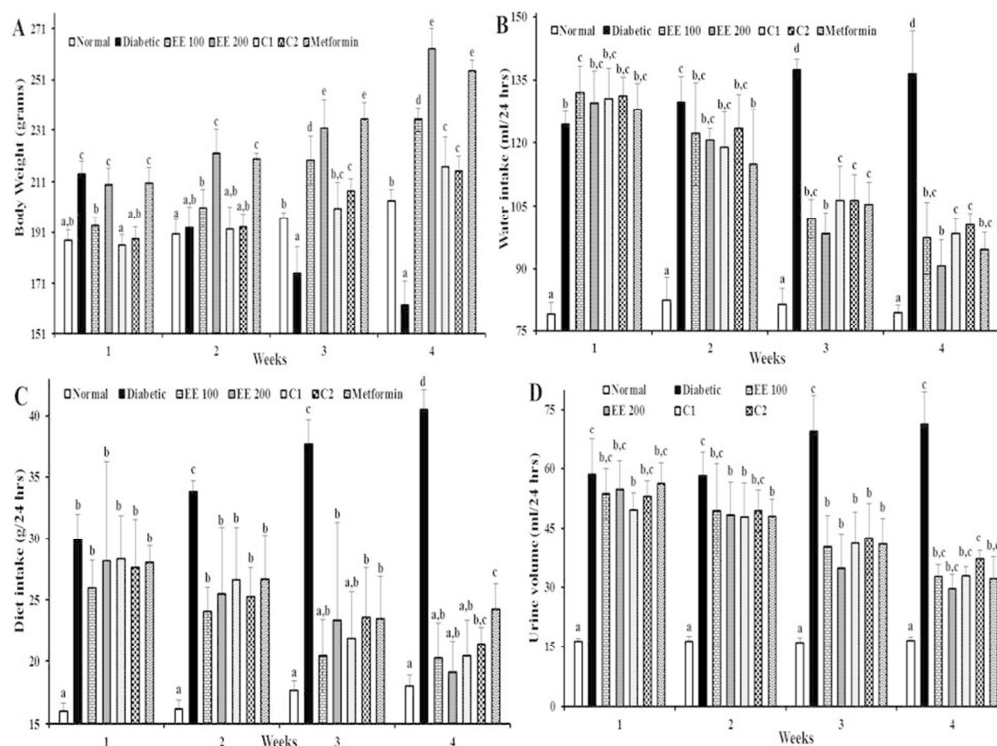 A
Normal Diabetic EE 100 EE 200 C1 C2 Metformin
Body Weight (grams)
271
251
231
211
191
171
151
a,b c b c a a,b c
a a,b b c a,b a,b c
b a d e b,c c e
b a d e c c e
1 2 3 4
Weeks
B
Normal Diabetic EE 100 EE 200 C1 C2 Metformin
Water intake (ml/24 hrs)
150
135
120
105
90
75
a b c b,c b,c b,c b,c
a c b,c b,c b,c b,c b
a d b,c b c c c
a d b,c b c c b,c
1 2 3 4
Weeks
C
Normal Diabetic EE 100 EE 200 C1 C2 Metformin
Diet intake (g/24 hrs)
40
35
30
25
20
15
a b b b b b b
a c b b b b b
a c a,b b a,b b b
a d a,b a,b a,b b,c c
1 2 3 4
Weeks
D
Normal Diabetic EE 100
EE 200 C1 C2
Urine volume (ml/24 hrs)
75
60
45
30
15
0
a c b,c b,c b b,c b,c
a c b,c b b,c b,c b
a c b,c b b,c b,c b,c
a c b,c b,c b,c c b,c
1 2 3 4
Weeks